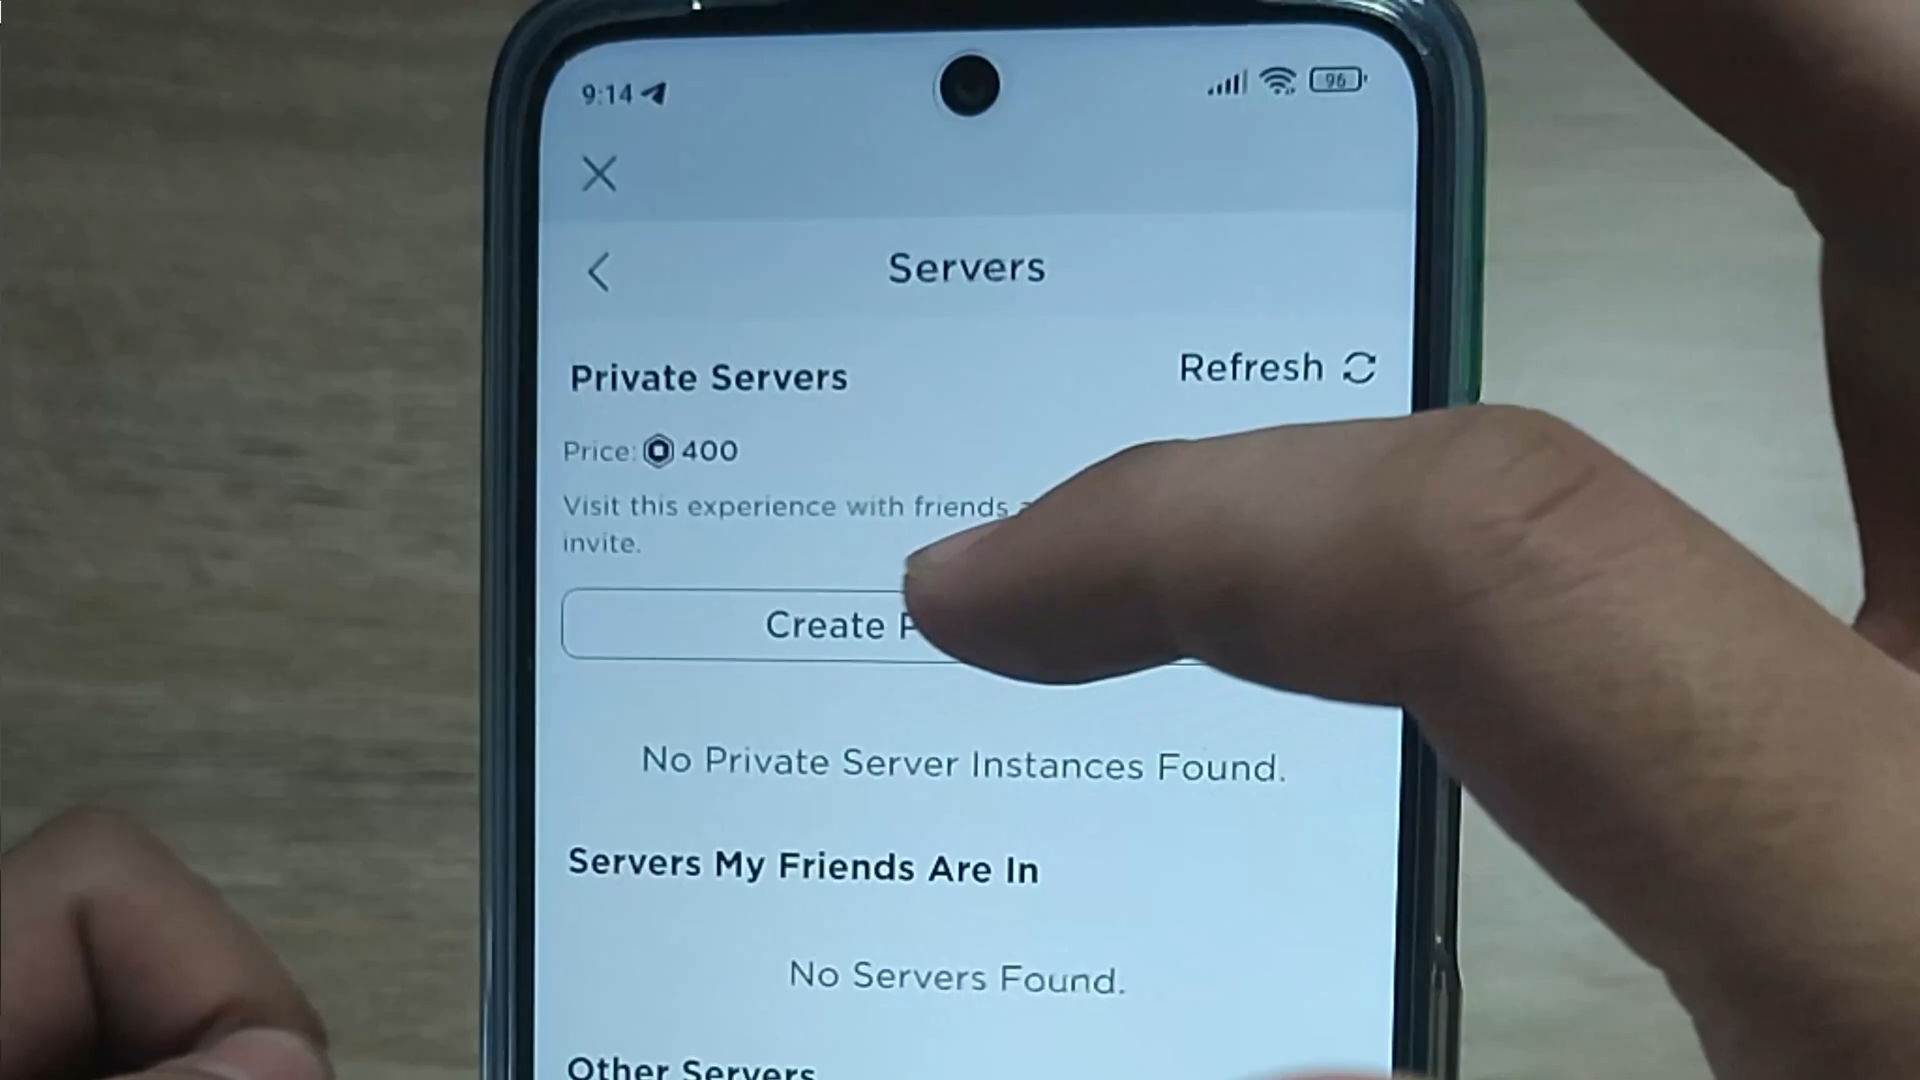 9:14
96
Servers
Private Servers
Refresh
Price: 400
Visit this experience with friends
invite.
Create
No Private Server Instances Found.
Servers My Friends Are In
No Servers Found.
Other Servers